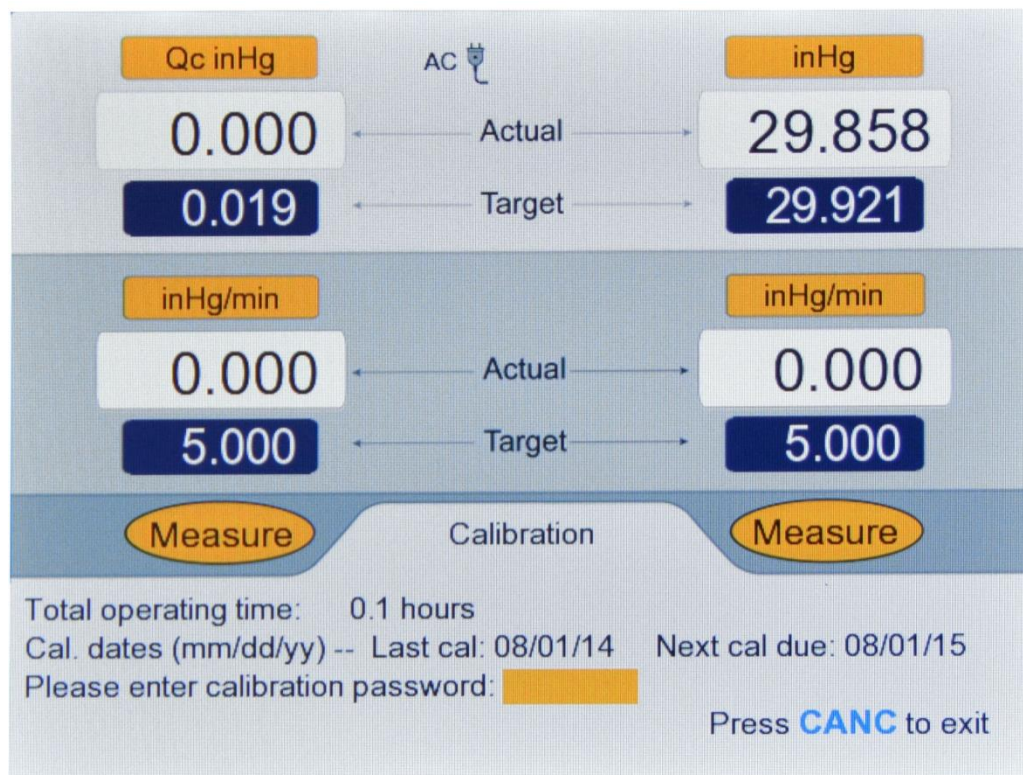 Qc inHg AC inHg
0.000 Actual 29.858
0.019 Target 29.921
inHg/min inHg/min
0.000 Actual 0.000
5.000 Target 5.000
Measure Calibration Measure
Total operating time: 0.1 hours
Cal. dates (mm/dd/yy) -- Last cal: 08/01/14 Next cal due: 08/01/15
Please enter calibration password:
Press CANC to exit